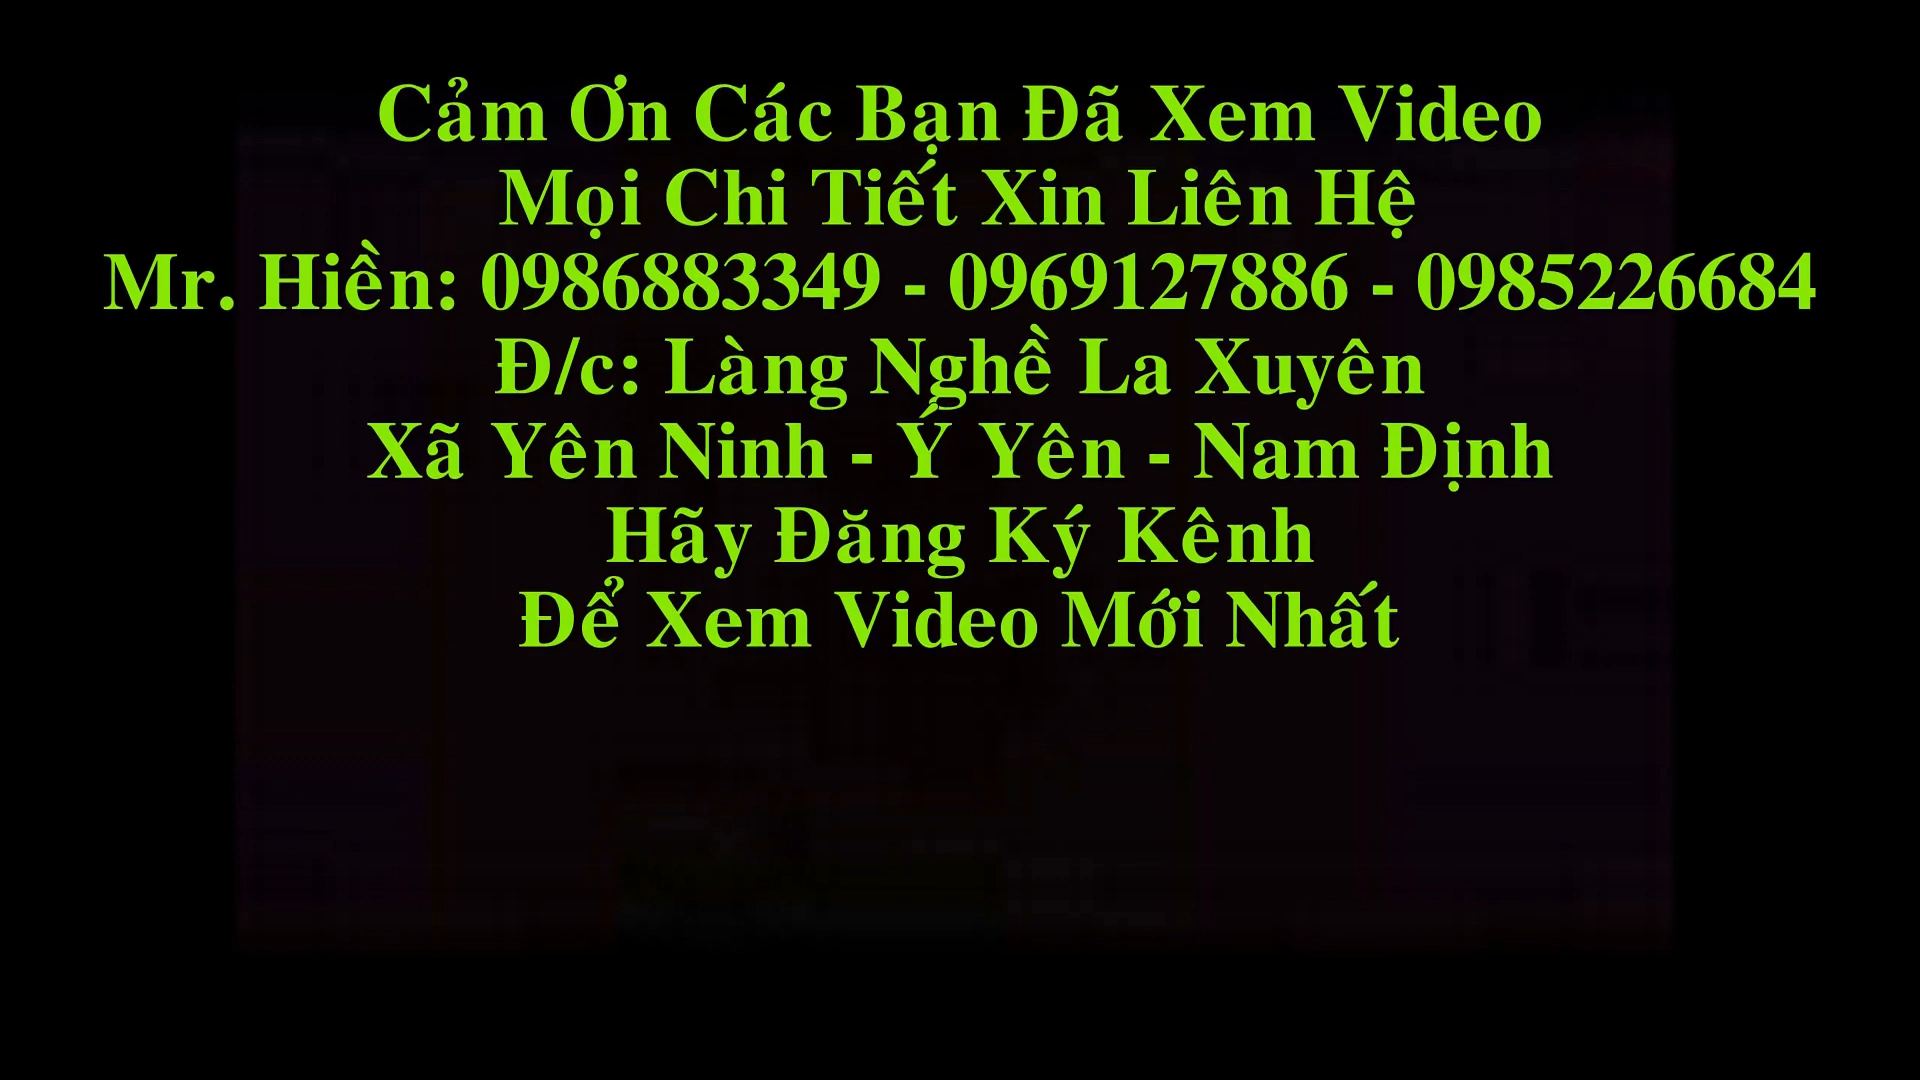 Cảm Ơn Các Bạn Đã Xem Video
Mọi Chi Tiết Xin Liên Hệ
Mr. Hiền: 0986883349 - 0969127886 - 0985226684
Đ/c: Làng Nghề La Xuyên
Xã Yên Ninh - Ý Yên - Nam Định
Hãy Đăng Ký Kênh
Để Xem Video Mới Nhất